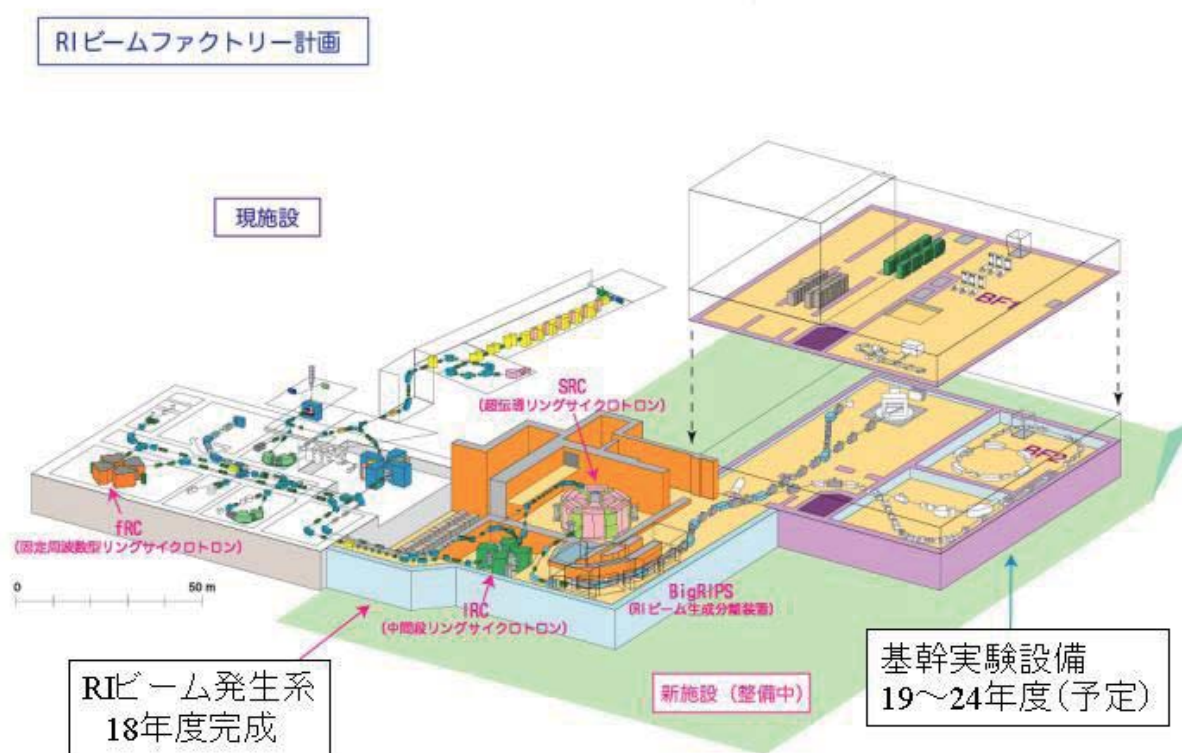 RIビームファクトリー計画
現施設
BF1
SRC
(超伝導リングサイクロトロン)
BF2
fRC
(固定周波数型リングサイクロトロン)
0 50 m
IRC
(中間段リングサイクロトロン)
BigRIPS
(RIビーム生成分離装置)
RIビーム発生系
18年度完成
新施設(整備中)
基幹実験設備
19～24年度(予定)